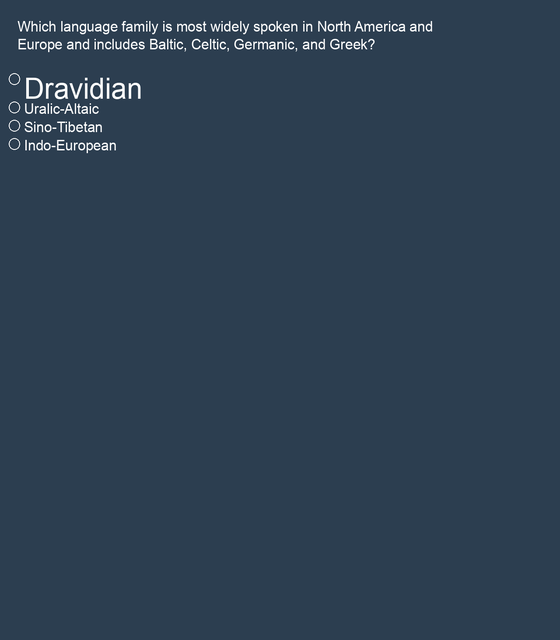 Which language family is most widely spoken in North America and
Europe and includes Baltic, Celtic, Germanic, and Greek?
Dravidian
Uralic-Altaic
Sino-Tibetan
Indo-European